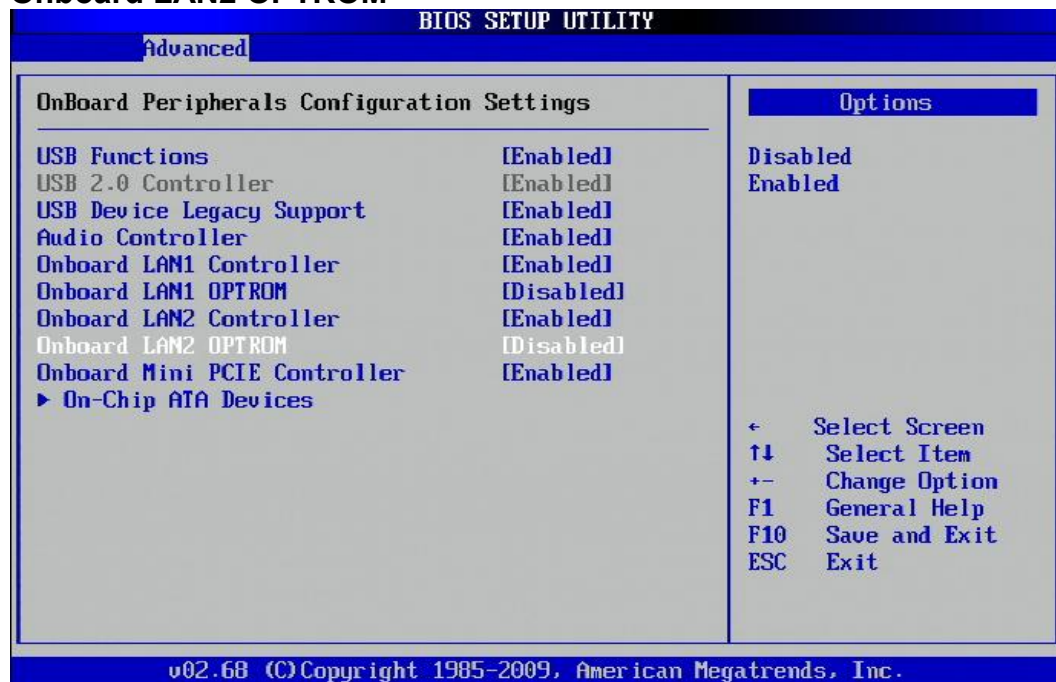 Onboard LAN2 OPTROM
BIOS SETUP UTILITY
Advanced
OnBoard Peripherals Configuration Settings
USB Functions [Enabled]
USB 2.0 Controller [Enabled]
USB Device Legacy Support [Enabled]
Audio Controller [Enabled]
Onboard LAN1 Controller [Enabled]
Onboard LAN1 OPTROM [Disabled]
Onboard LAN2 Controller [Enabled]
Onboard LAN2 OPTROM [Disabled]
Onboard Mini PCIE Controller [Enabled]
▶ On-Chip ATA Devices
Options
Disabled
Enabled
← Select Screen
↑↓ Select Item
+- Change Option
F1 General Help
F10 Save and Exit
ESC Exit
v02.68 (C)Copyright 1985-2009, American Megatrends, Inc.